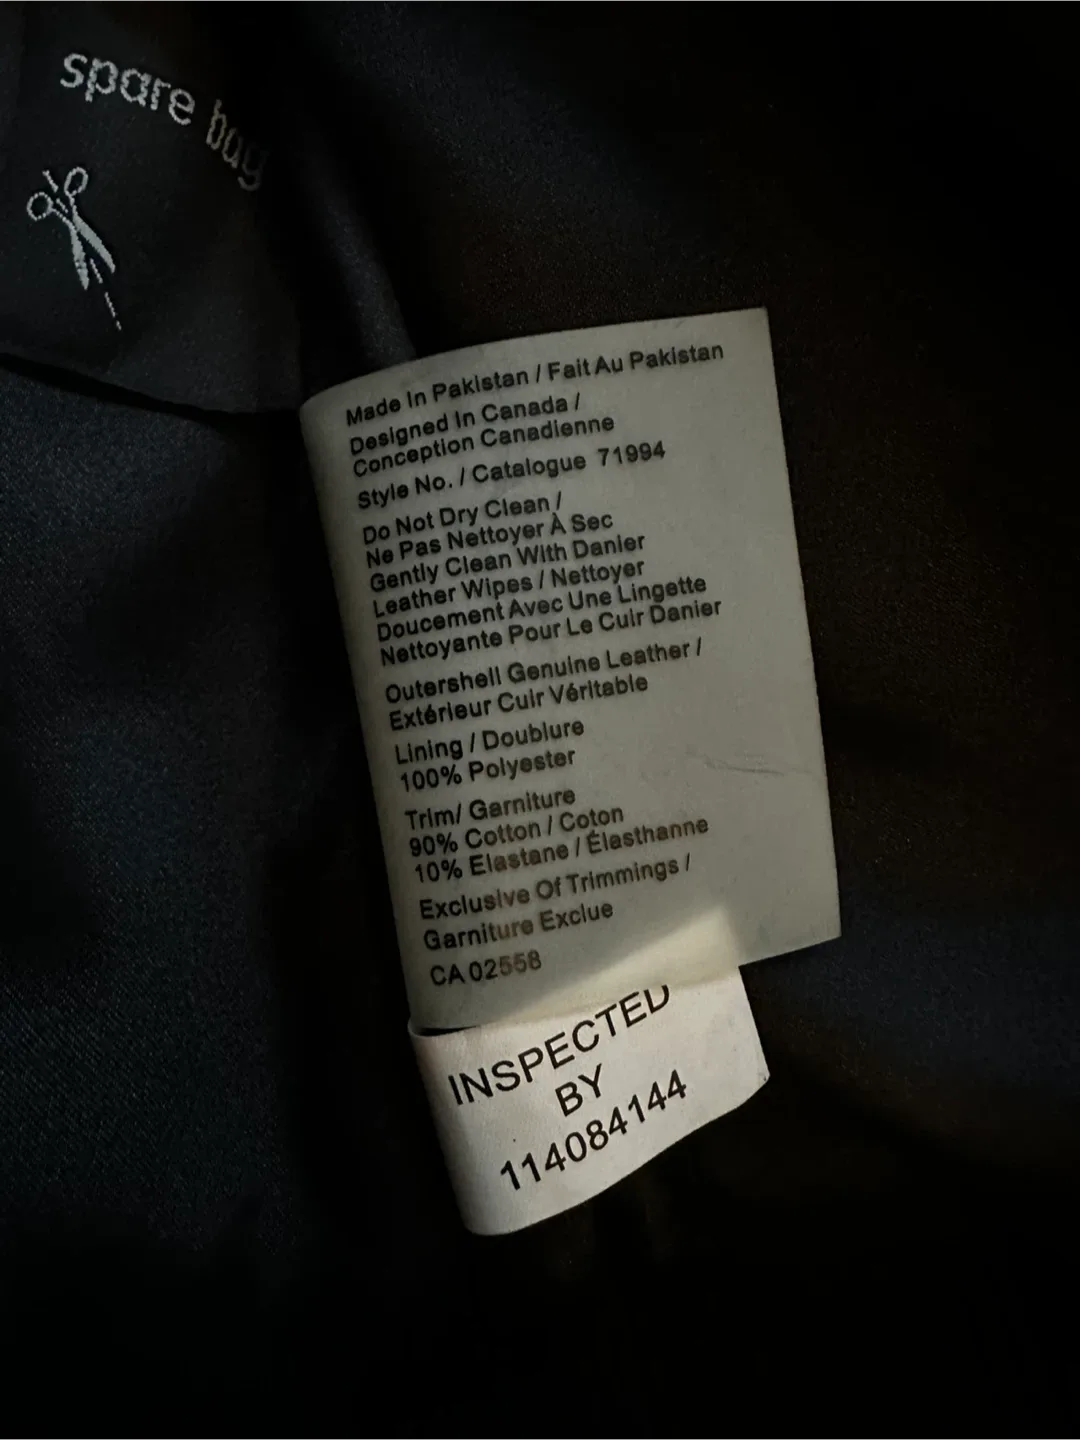 spare bag
Made In Pakistan / Fait Au Pakistan
Designed In Canada /
Conception Canadienne
Style No. / Catalogue 71994
Do Not Dry Clean /
Ne Pas Nettoyer À Sec
Gently Clean With Danier
Leather Wipes / Nettoyer
Doucement Avec Une Lingette
Nettoyante Pour Le Cuir Danier
Outershell Genuine Leather /
Extérieur Cuir Véritable
Lining / Doublure
100% Polyester
Trim/ Garniture
90% Cotton / Coton
10% Elastane / Élasthanne
Exclusive Of Trimmings /
Garniture Exclue
CA 02558
INSPECTED
BY
114084144